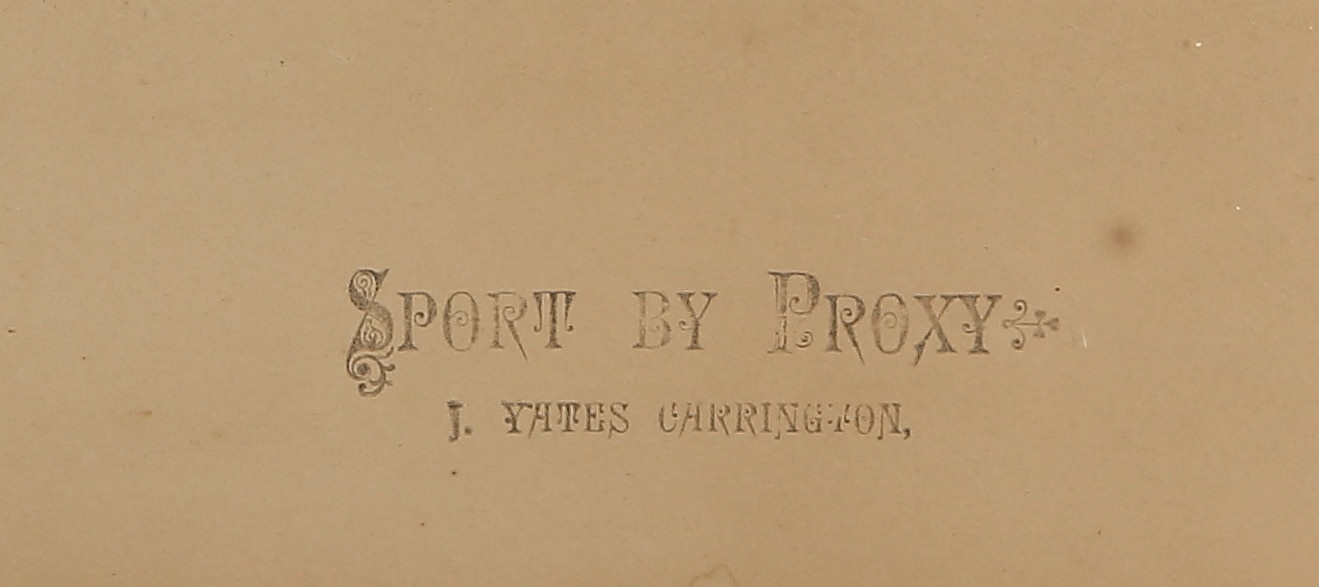 SPORT BY PROXY
J. YATES CARRINGTON,